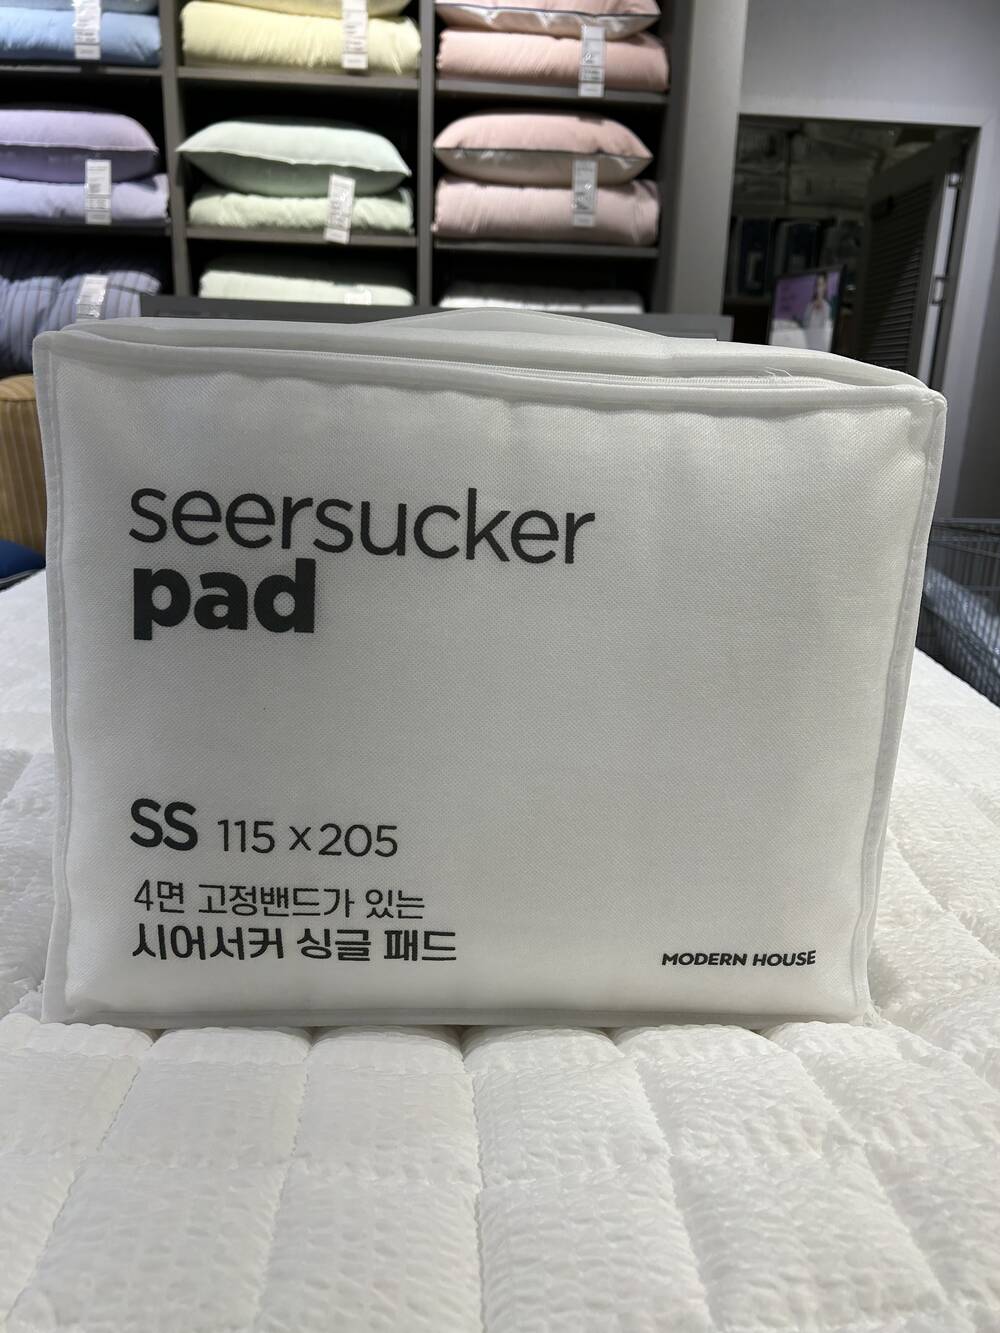 seersucker
pad
SS 115 x 205
4면 고정밴드가 있는
시어서커 싱글 패드
MODERN HOUSE